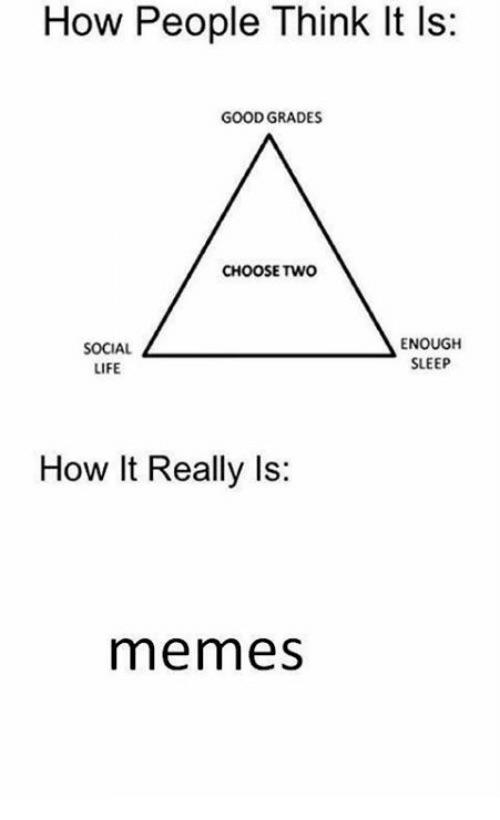 How People Think It Is:
GOOD GRADES
CHOOSE TWO
SOCIAL
LIFE
ENOUGH
SLEEP
How It Really Is:
memes